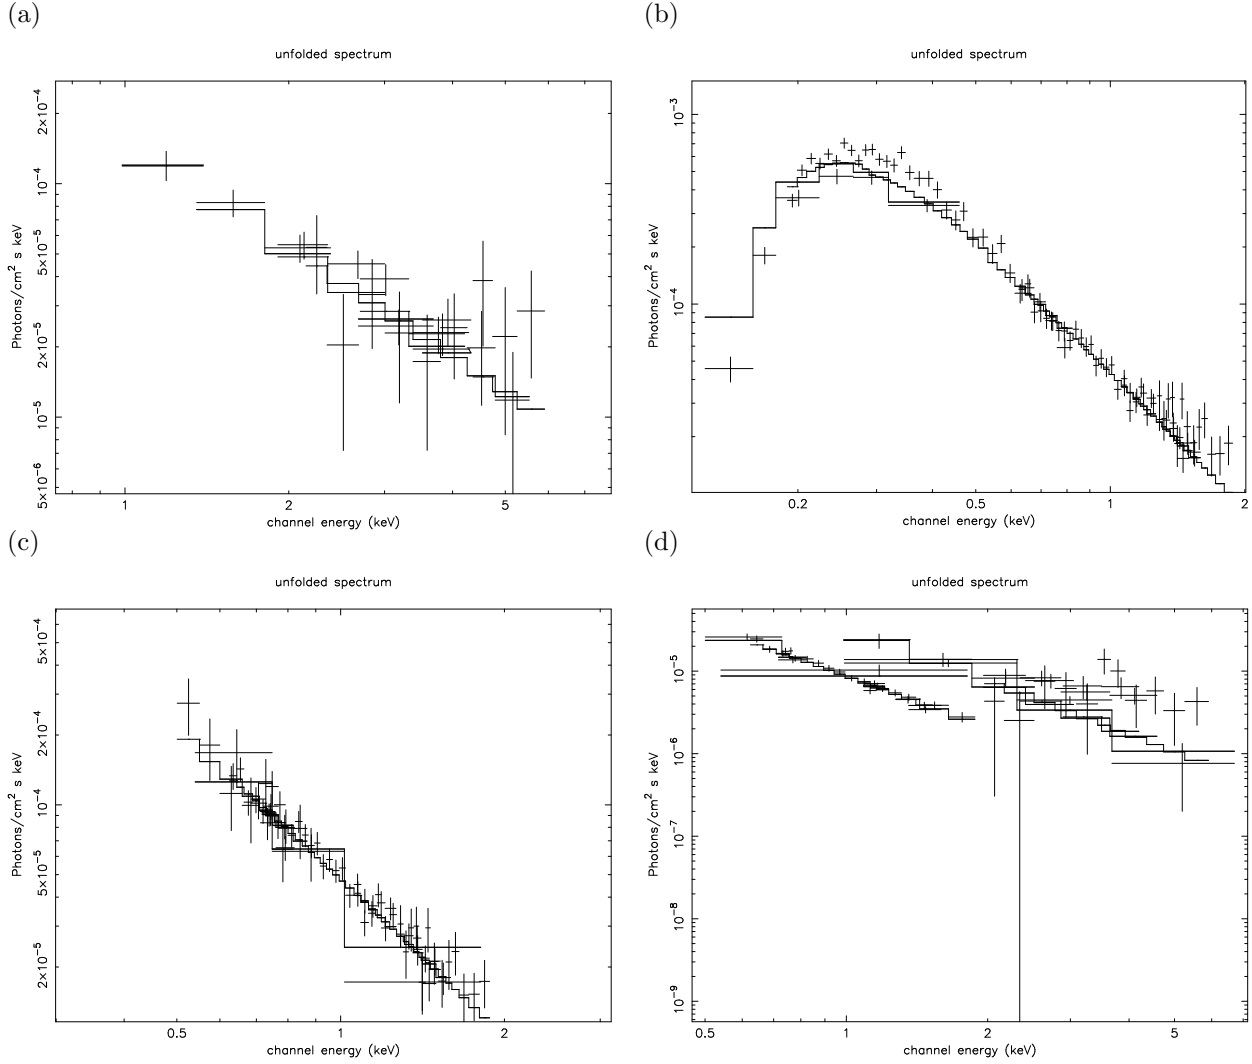 (a)
unfolded spectrum
Photons/cm² s keV
2×10⁻⁴
10⁻⁴
5×10⁻⁵
2×10⁻⁵
10⁻⁵
5×10⁻⁶
1 2 5
channel energy (keV)
(b)
unfolded spectrum
Photons/cm² s keV
10⁻³
10⁻⁴
0.2 0.5 1 2
channel energy (keV)
(c)
unfolded spectrum
Photons/cm² s keV
5×10⁻⁴
2×10⁻⁴
10⁻⁴
5×10⁻⁵
2×10⁻⁵
0.5 1 2
channel energy (keV)
(d)
unfolded spectrum
Photons/cm² s keV
10⁻⁵
10⁻⁶
10⁻⁷
10⁻⁸
10⁻⁹
0.5 1 2 5
channel energy (keV)